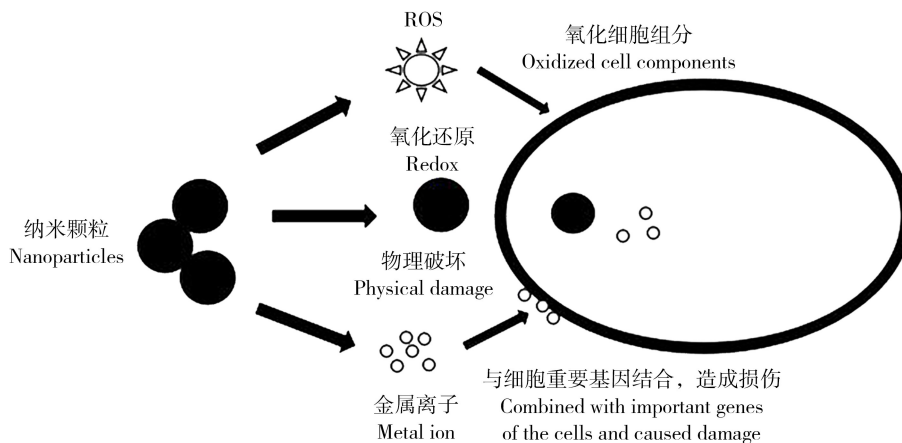 ROS
氧化细胞组分
Oxidized cell components
氧化还原
Redox
纳米颗粒
Nanoparticles
物理破坏
Physical damage
金属离子
Metal ion
与细胞重要基因结合，造成损伤
Combined with important genes
of the cells and caused damage